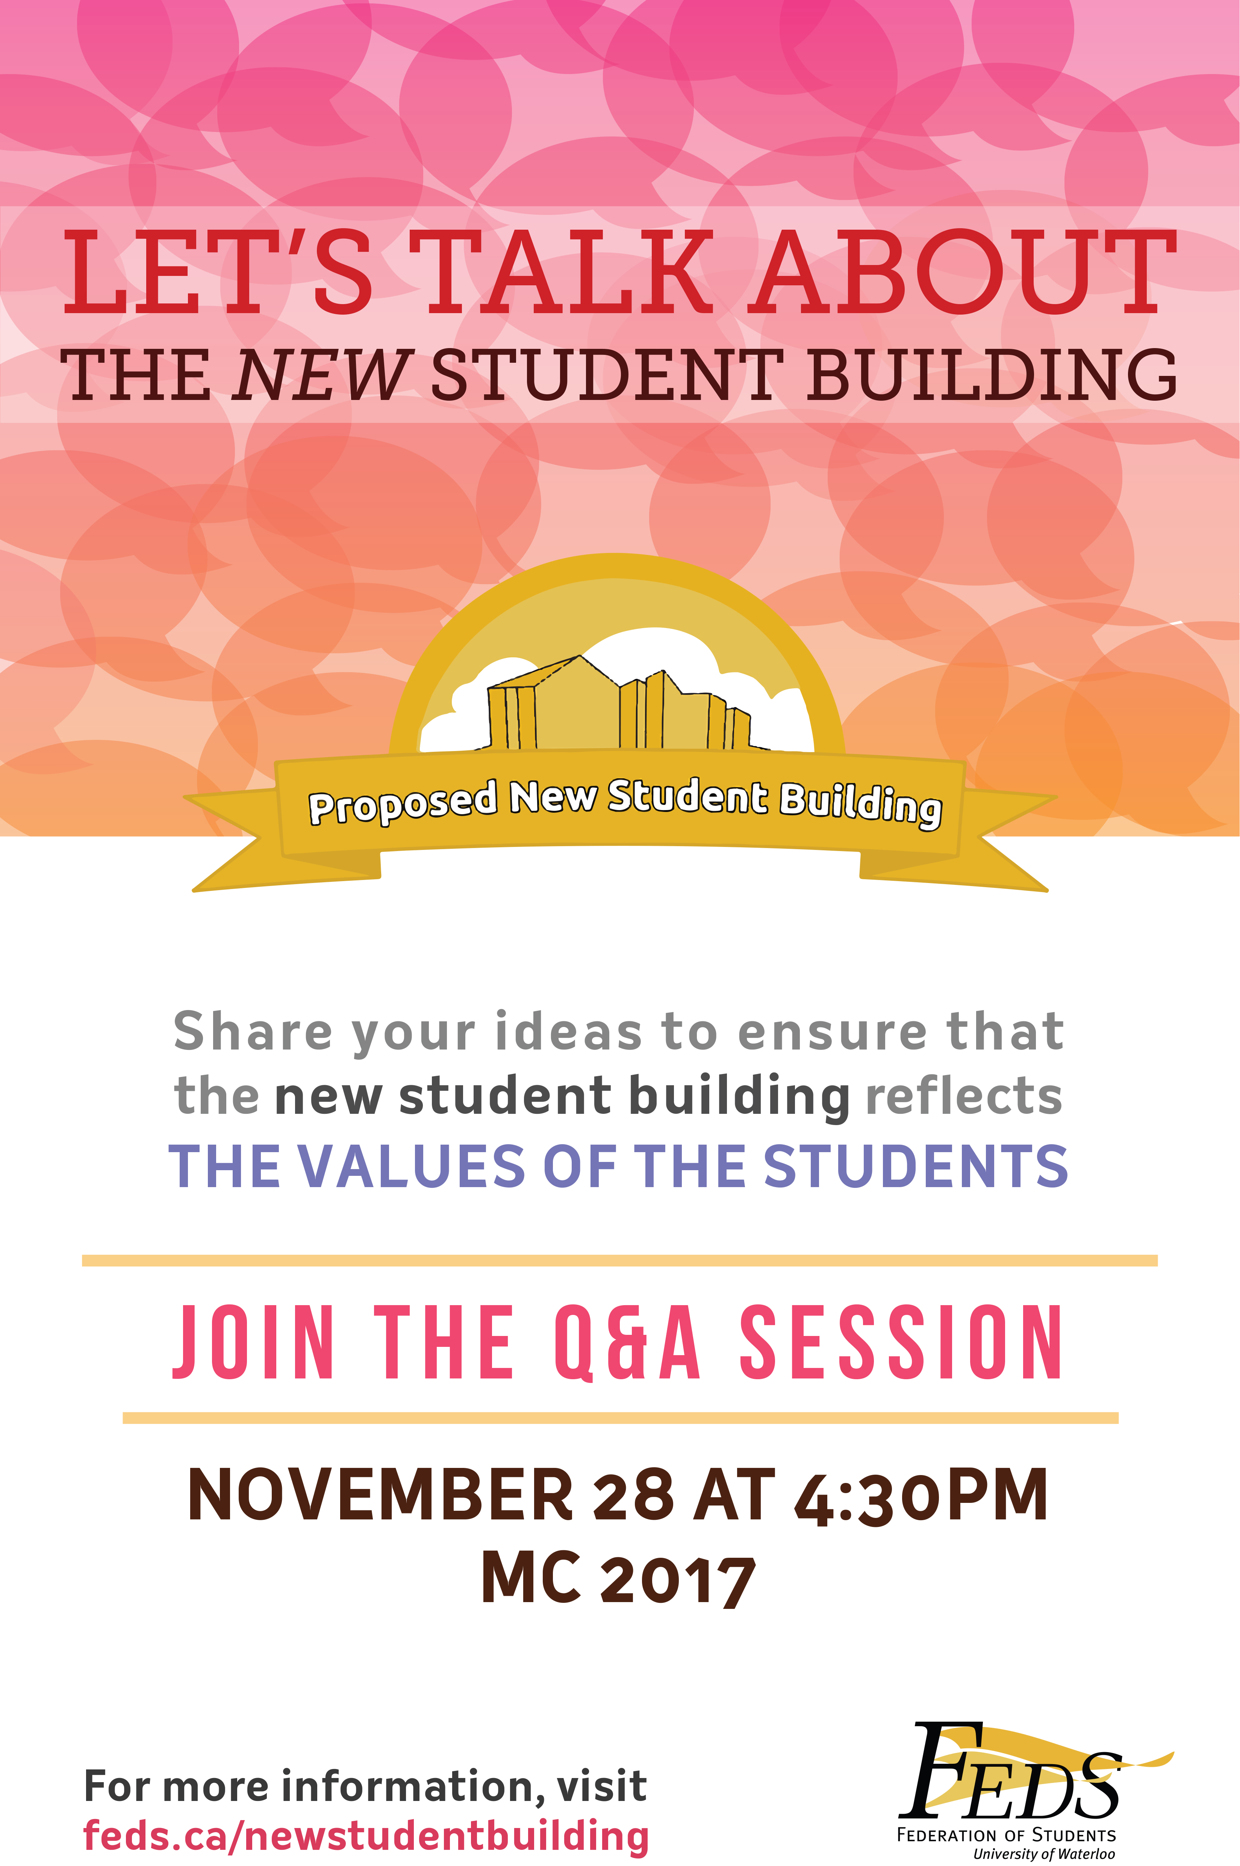 LET'S TALK ABOUT
THE NEW STUDENT BUILDING
Proposed New Student Building
Share your ideas to ensure that
the new student building reflects
THE VALUES OF THE STUDENTS
JOIN THE Q&A SESSION
NOVEMBER 28 AT 4:30PM
MC 2017
For more information, visit
feds.ca/newstudentbuilding
FEDS
FEDERATION OF STUDENTS
University of Waterloo